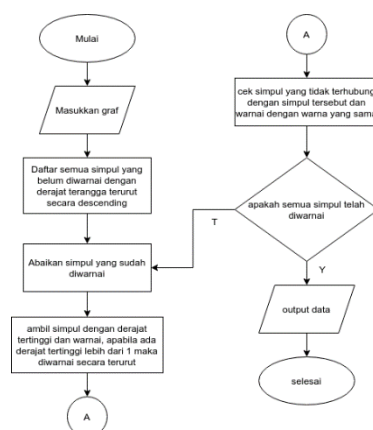 Mulai
Masukkan graf
Daftar semua simpul yang
belum diwarnai dengan
derajat terangga terurut
secara descending
Abaikan simpul yang sudah
diwarnai
ambil simpul dengan derajat
tertinggi dan warnai, apabila ada
derajat tertinggi lebih dari 1 maka
diwarnai secara terurut
A
A
cek simpul yang tidak terhubung
dengan simpul tersebut dan
warnai dengan warna yang sama
apakah semua simpul telah
diwarnai
T
Y
output data
selesai